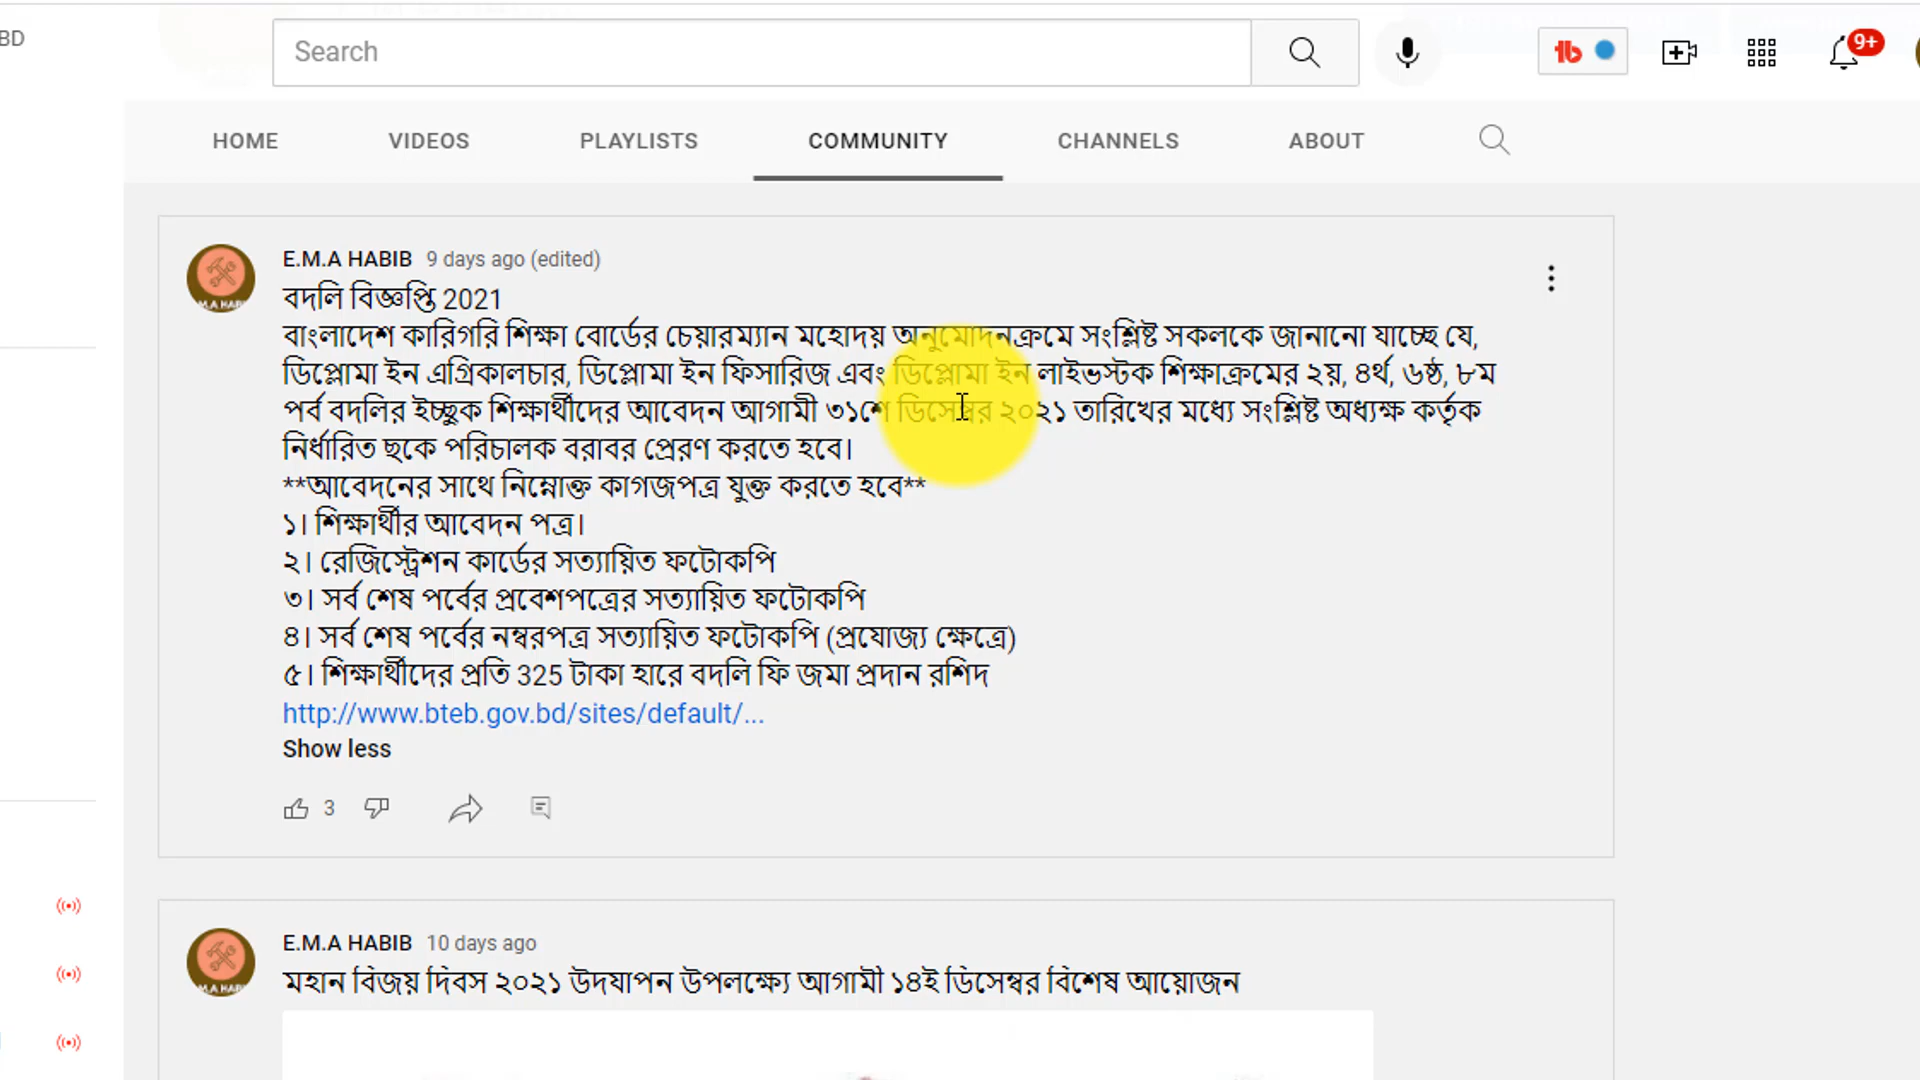 BD
Search
9+
HOME VIDEOS PLAYLISTS COMMUNITY CHANNELS ABOUT
E.M.A HABIB 9 days ago (edited)
বদলি বিজ্ঞপ্তি 2021
বাংলাদেশ কারিগরি শিক্ষা বোর্ডের চেয়ারম্যান মহোদয় অনুমোদনক্রমে সংশ্লিষ্ট সকলকে জানানো যাচ্ছে যে,
ডিপ্লোমা ইন এগ্রিকালচার, ডিপ্লোমা ইন ফিসারিজ এবং ডিপ্লোমা ইন লাইভস্টক শিক্ষাক্রমের ২য়, ৪র্থ, ৬ষ্ঠ, ৮ম
পর্ব বদলির ইচ্ছুক শিক্ষার্থীদের আবেদন আগামী ৩১শে ডিসেম্বর ২০২১ তারিখের মধ্যে সংশ্লিষ্ট অধ্যক্ষ কর্তৃক
নির্ধারিত ছকে পরিচালক বরাবর প্রেরণ করতে হবে।
**আবেদনের সাথে নিম্নোক্ত কাগজপত্র যুক্ত করতে হবে**
১। শিক্ষার্থীর আবেদন পত্র।
২। রেজিস্ট্রেশন কার্ডের সত্যায়িত ফটোকপি
৩। সর্ব শেষ পর্বের প্রবেশপত্রের সত্যায়িত ফটোকপি
৪। সর্ব শেষ পর্বের নম্বরপত্র সত্যায়িত ফটোকপি (প্রযোজ্য ক্ষেত্রে)
৫। শিক্ষার্থীদের প্রতি 325 টাকা হারে বদলি ফি জমা প্রদান রশিদ
http://www.bteb.gov.bd/sites/default/...
Show less
3
E.M.A HABIB 10 days ago
মহান বিজয় দিবস ২০২১ উদযাপন উপলক্ষ্যে আগামী ১৪ই ডিসেম্বর বিশেষ আয়োজন